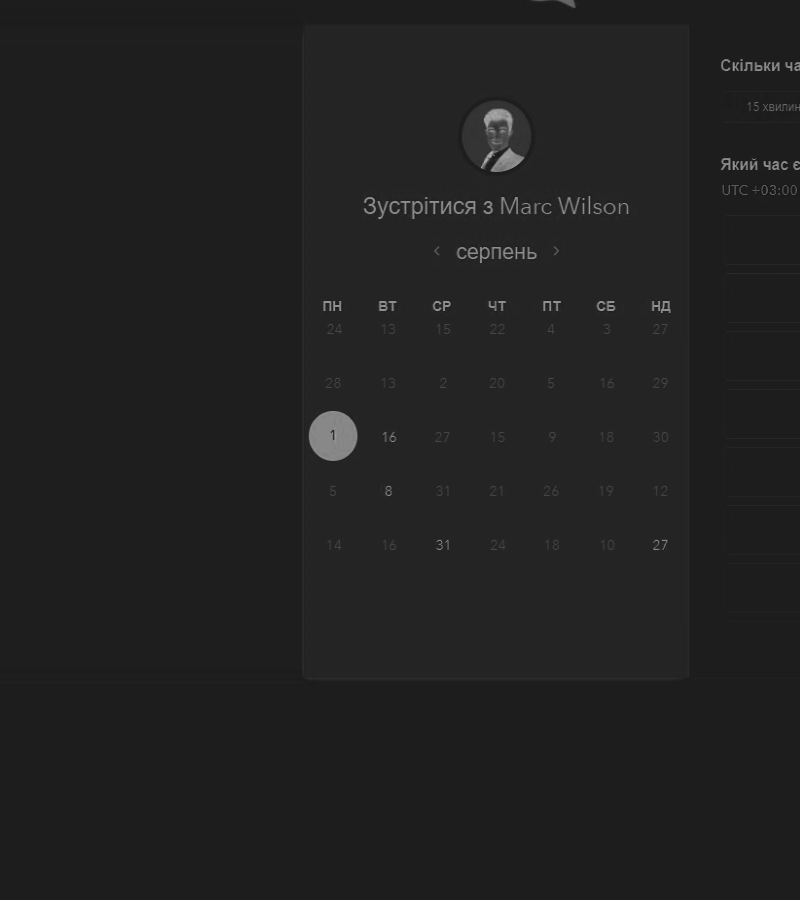 Зустрітися з Marc Wilson
‹ серпень ›
ПН ВТ СР ЧТ ПТ СБ НД
24 13 15 22 4 3 27
28 13 2 20 5 16 29
1 16 27 15 9 18 30
5 8 31 21 26 19 12
14 16 31 24 18 10 27
Скільки ча
15 хвилин
Який час є
UTC +03:00